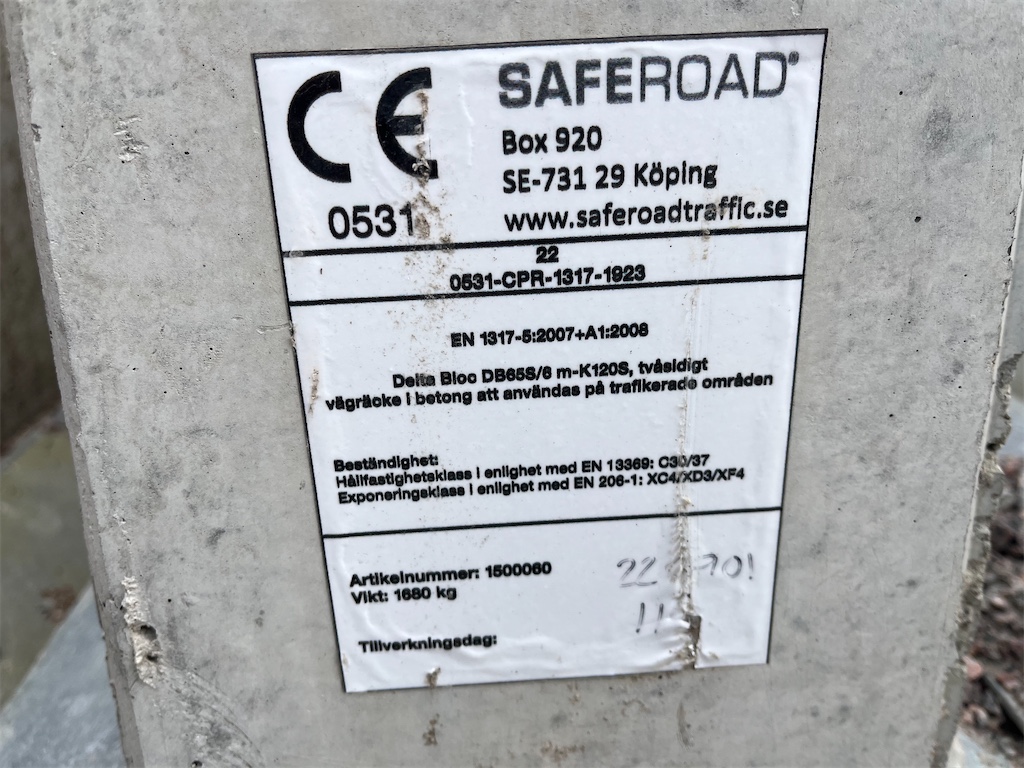 CE
SAFEROAD®
Box 920
SE-731 29 Köping
www.saferoadtraffic.se
0531
22
0531-CPR-1317-1923
EN 1317-5:2007+A1:2008
Delta Bloc DB65S/6 m-K120S, tvåsidigt
vägräcke i betong att användas på trafikerade områden
Beständighet:
Hållfastighetsklass i enlighet med EN 13369: C30/37
Exponeringsklass i enlighet med EN 206-1: XC4/XD3/XF4
Artikelnummer: 1500060
Vikt: 1680 kg
Tillverkningsdag: